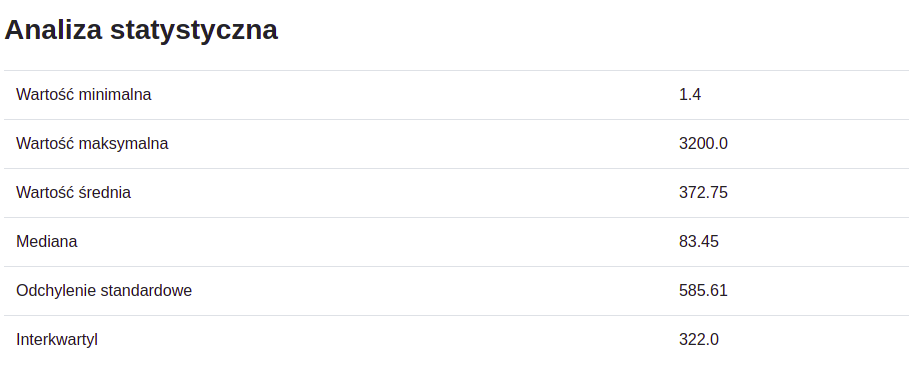 Analiza statystyczna
Wartość minimalna 1.4
Wartość maksymalna 3200.0
Wartość średnia 372.75
Mediana 83.45
Odchylenie standardowe 585.61
Interkwartyl 322.0